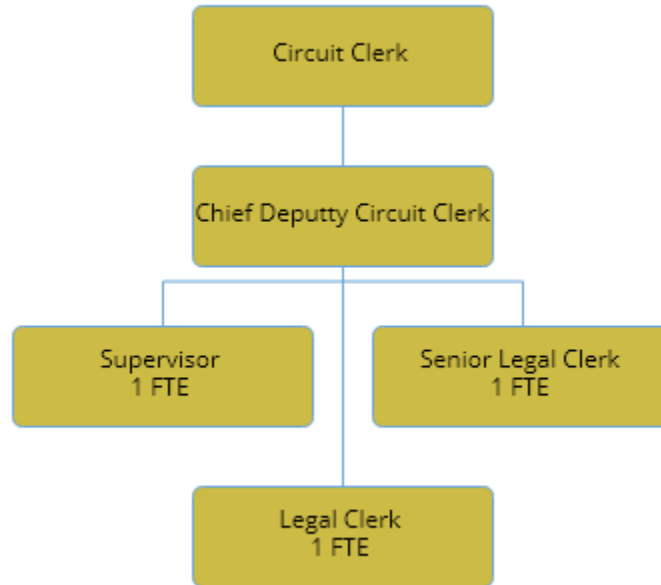 Circuit Clerk
Chief Deputty Circuit Clerk
Supervisor
1 FTE
Senior Legal Clerk
1 FTE
Legal Clerk
1 FTE